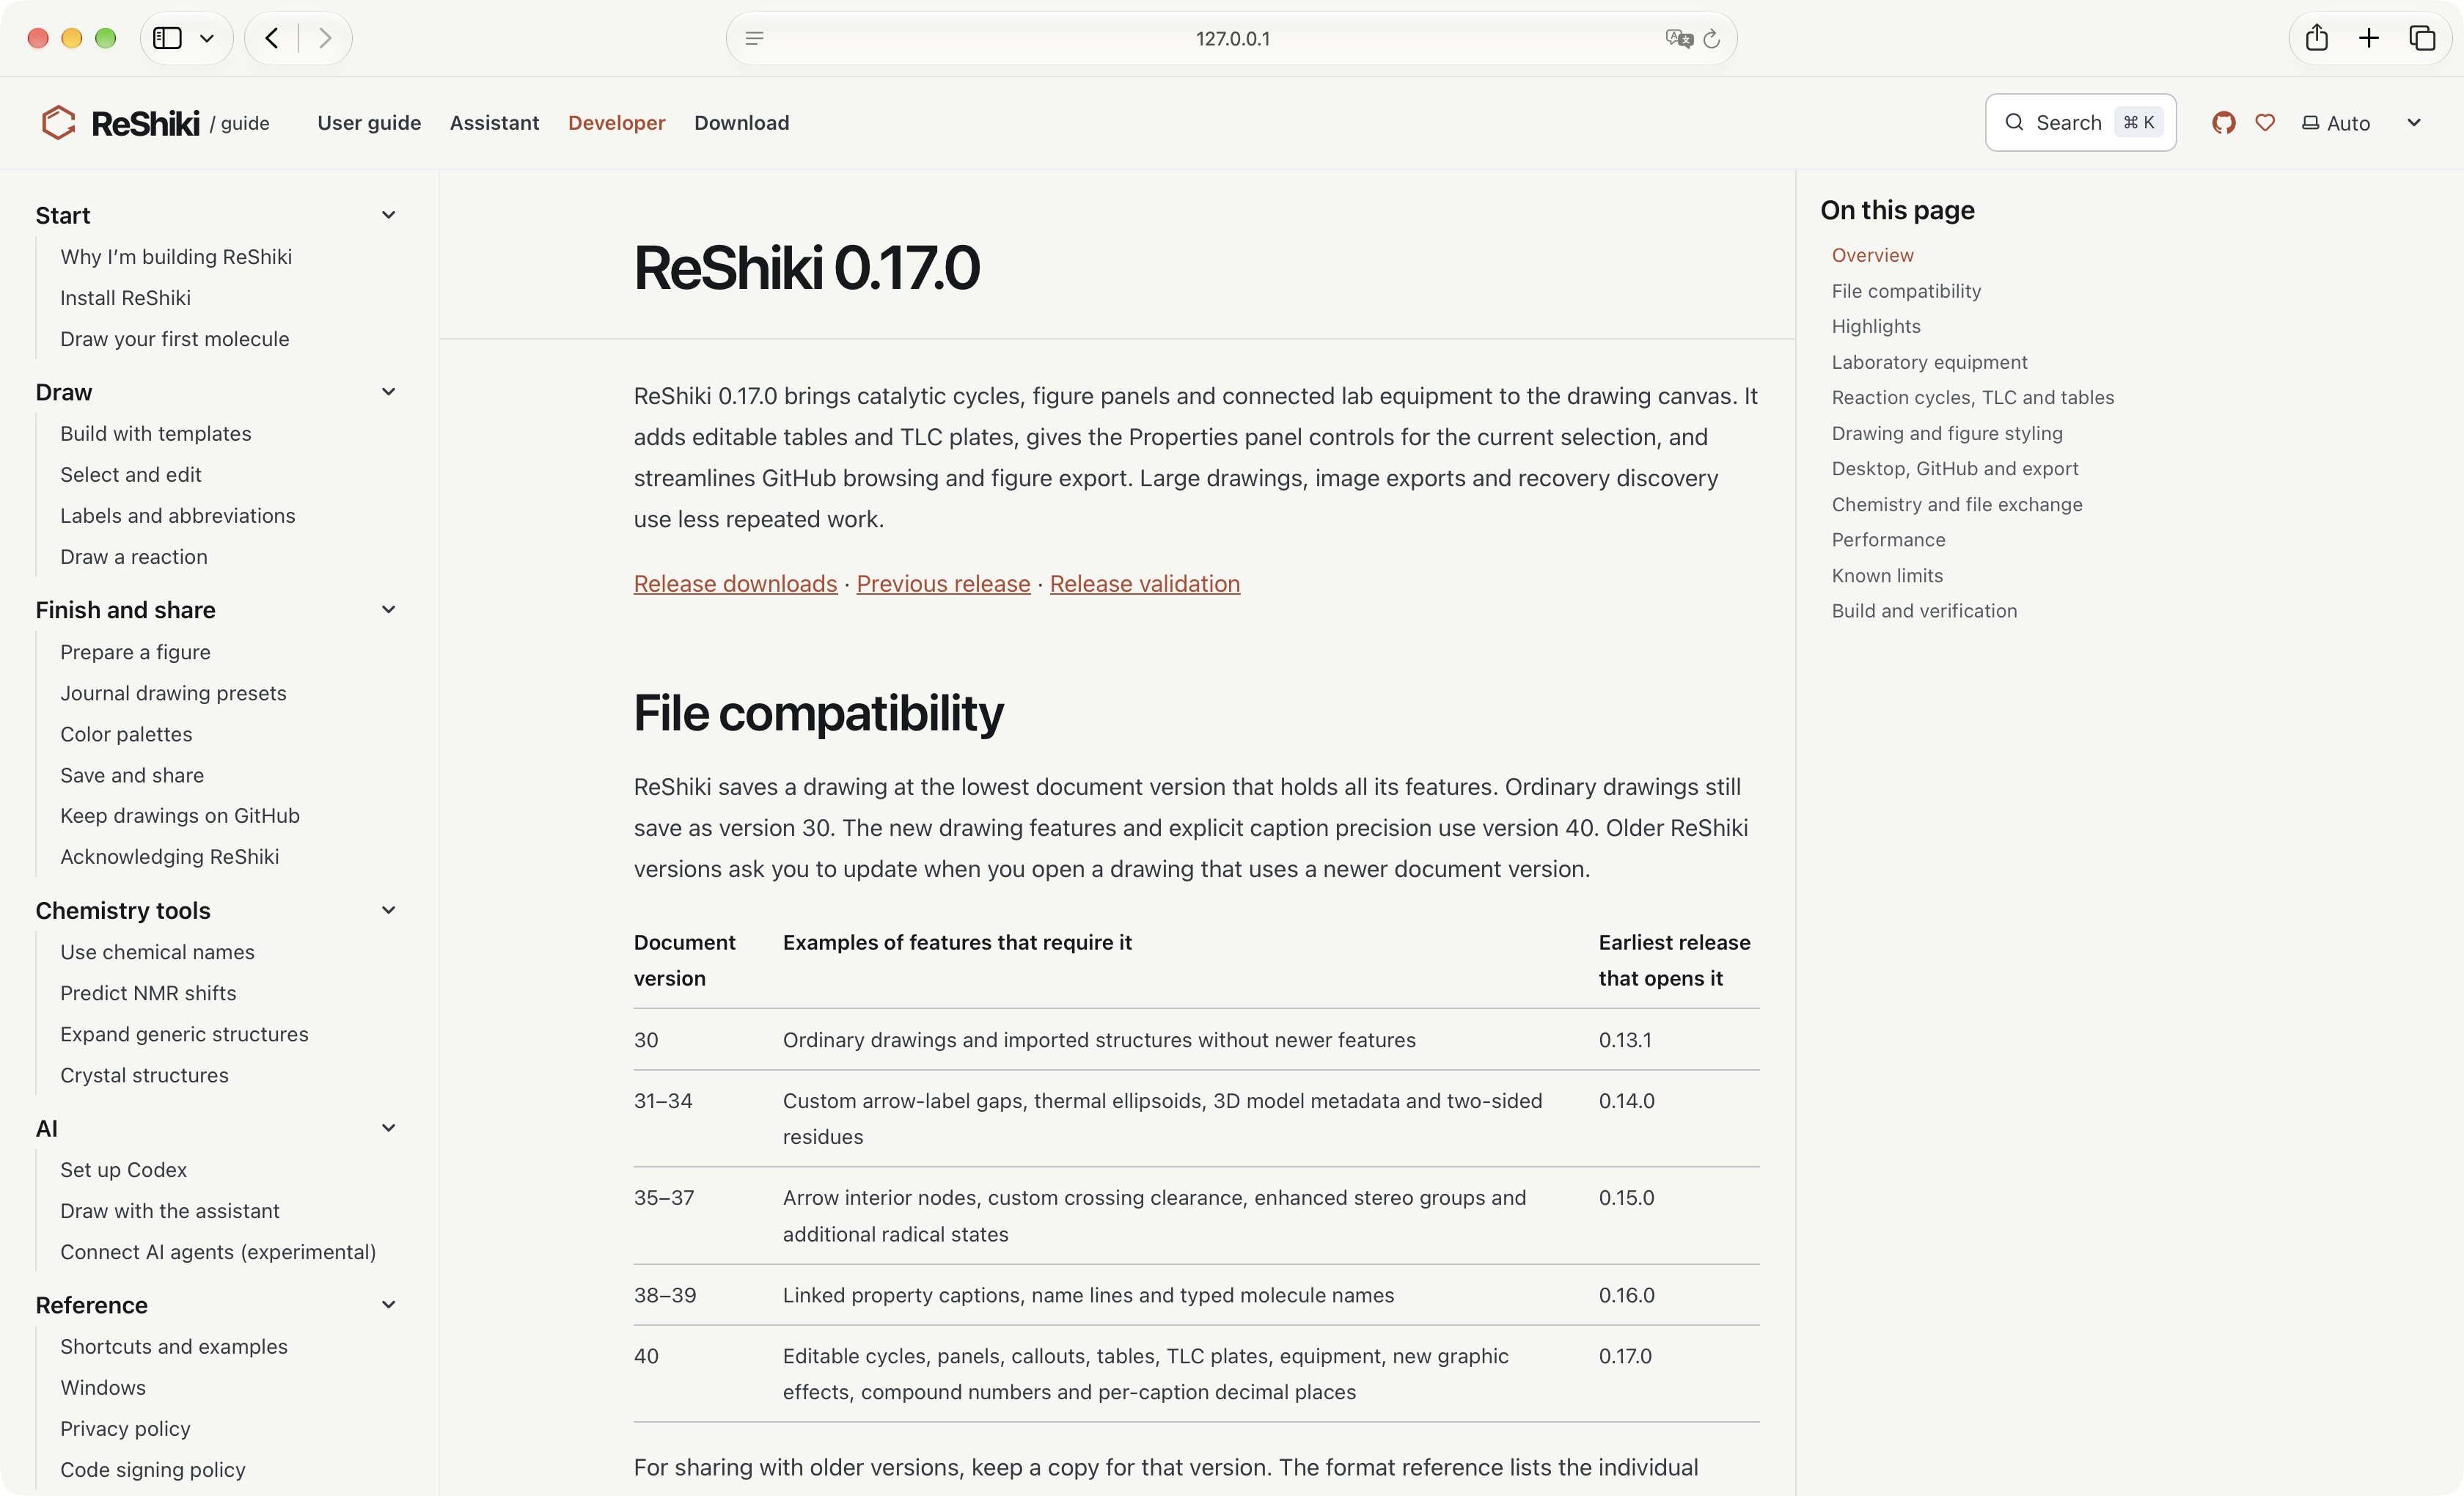 127.0.0.1
ReShiki / guide
User guide
Assistant
Developer
Download
Search ⌘ K
Auto
Start
Why I’m building ReShiki
Install ReShiki
Draw your first molecule
Draw
Build with templates
Select and edit
Labels and abbreviations
Draw a reaction
Finish and share
Prepare a figure
Journal drawing presets
Color palettes
Save and share
Keep drawings on GitHub
Acknowledging ReShiki
Chemistry tools
Use chemical names
Predict NMR shifts
Expand generic structures
Crystal structures
AI
Set up Codex
Draw with the assistant
Connect AI agents (experimental)
Reference
Shortcuts and examples
Windows
Privacy policy
Code signing policy
ReShiki 0.17.0
ReShiki 0.17.0 brings catalytic cycles, figure panels and connected lab equipment to the drawing canvas. It
adds editable tables and TLC plates, gives the Properties panel controls for the current selection, and
streamlines GitHub browsing and figure export. Large drawings, image exports and recovery discovery
use less repeated work.
Release downloads · Previous release · Release validation
File compatibility
ReShiki saves a drawing at the lowest document version that holds all its features. Ordinary drawings still
save as version 30. The new drawing features and explicit caption precision use version 40. Older ReShiki
versions ask you to update when you open a drawing that uses a newer document version.
Document
version
Examples of features that require it
Earliest release
that opens it
30
Ordinary drawings and imported structures without newer features
0.13.1
31–34
Custom arrow-label gaps, thermal ellipsoids, 3D model metadata and two-sided
residues
0.14.0
35–37
Arrow interior nodes, custom crossing clearance, enhanced stereo groups and
additional radical states
0.15.0
38–39
Linked property captions, name lines and typed molecule names
0.16.0
40
Editable cycles, panels, callouts, tables, TLC plates, equipment, new graphic
effects, compound numbers and per-caption decimal places
0.17.0
For sharing with older versions, keep a copy for that version. The format reference lists the individual
On this page
Overview
File compatibility
Highlights
Laboratory equipment
Reaction cycles, TLC and tables
Drawing and figure styling
Desktop, GitHub and export
Chemistry and file exchange
Performance
Known limits
Build and verification